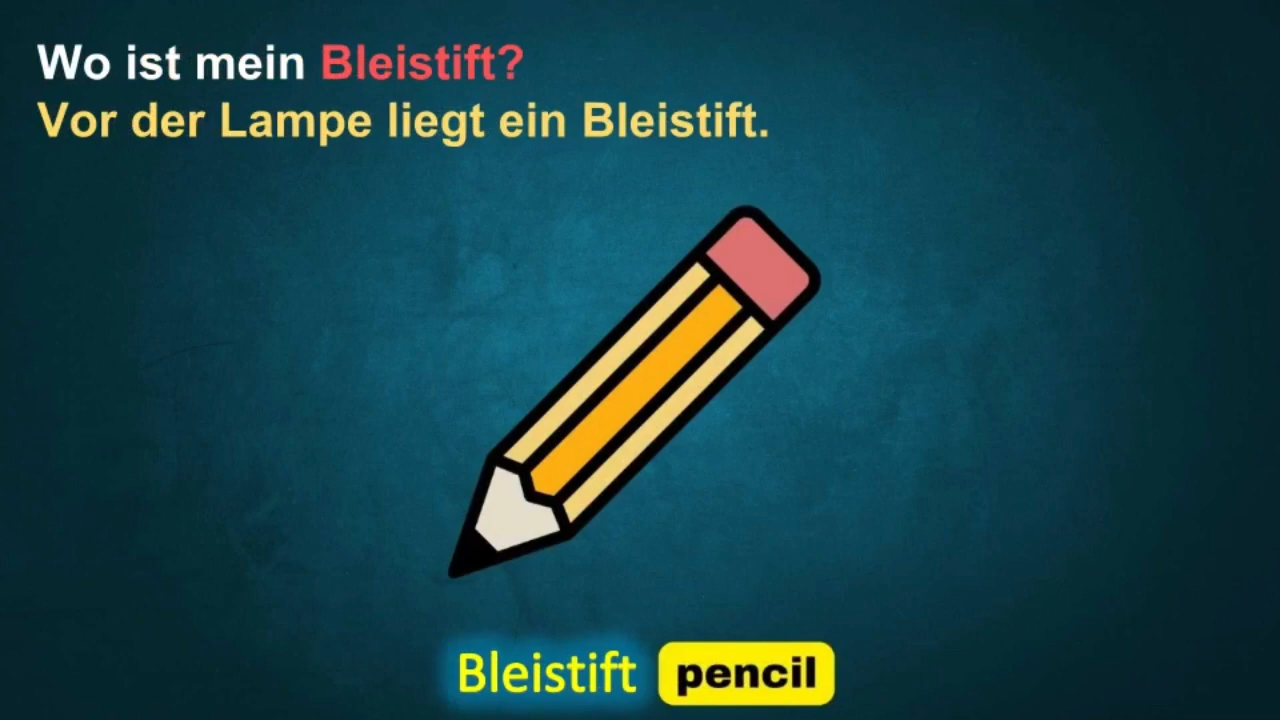 Wo ist mein Bleistift?
Vor der Lampe liegt ein Bleistift.
Bleistift pencil